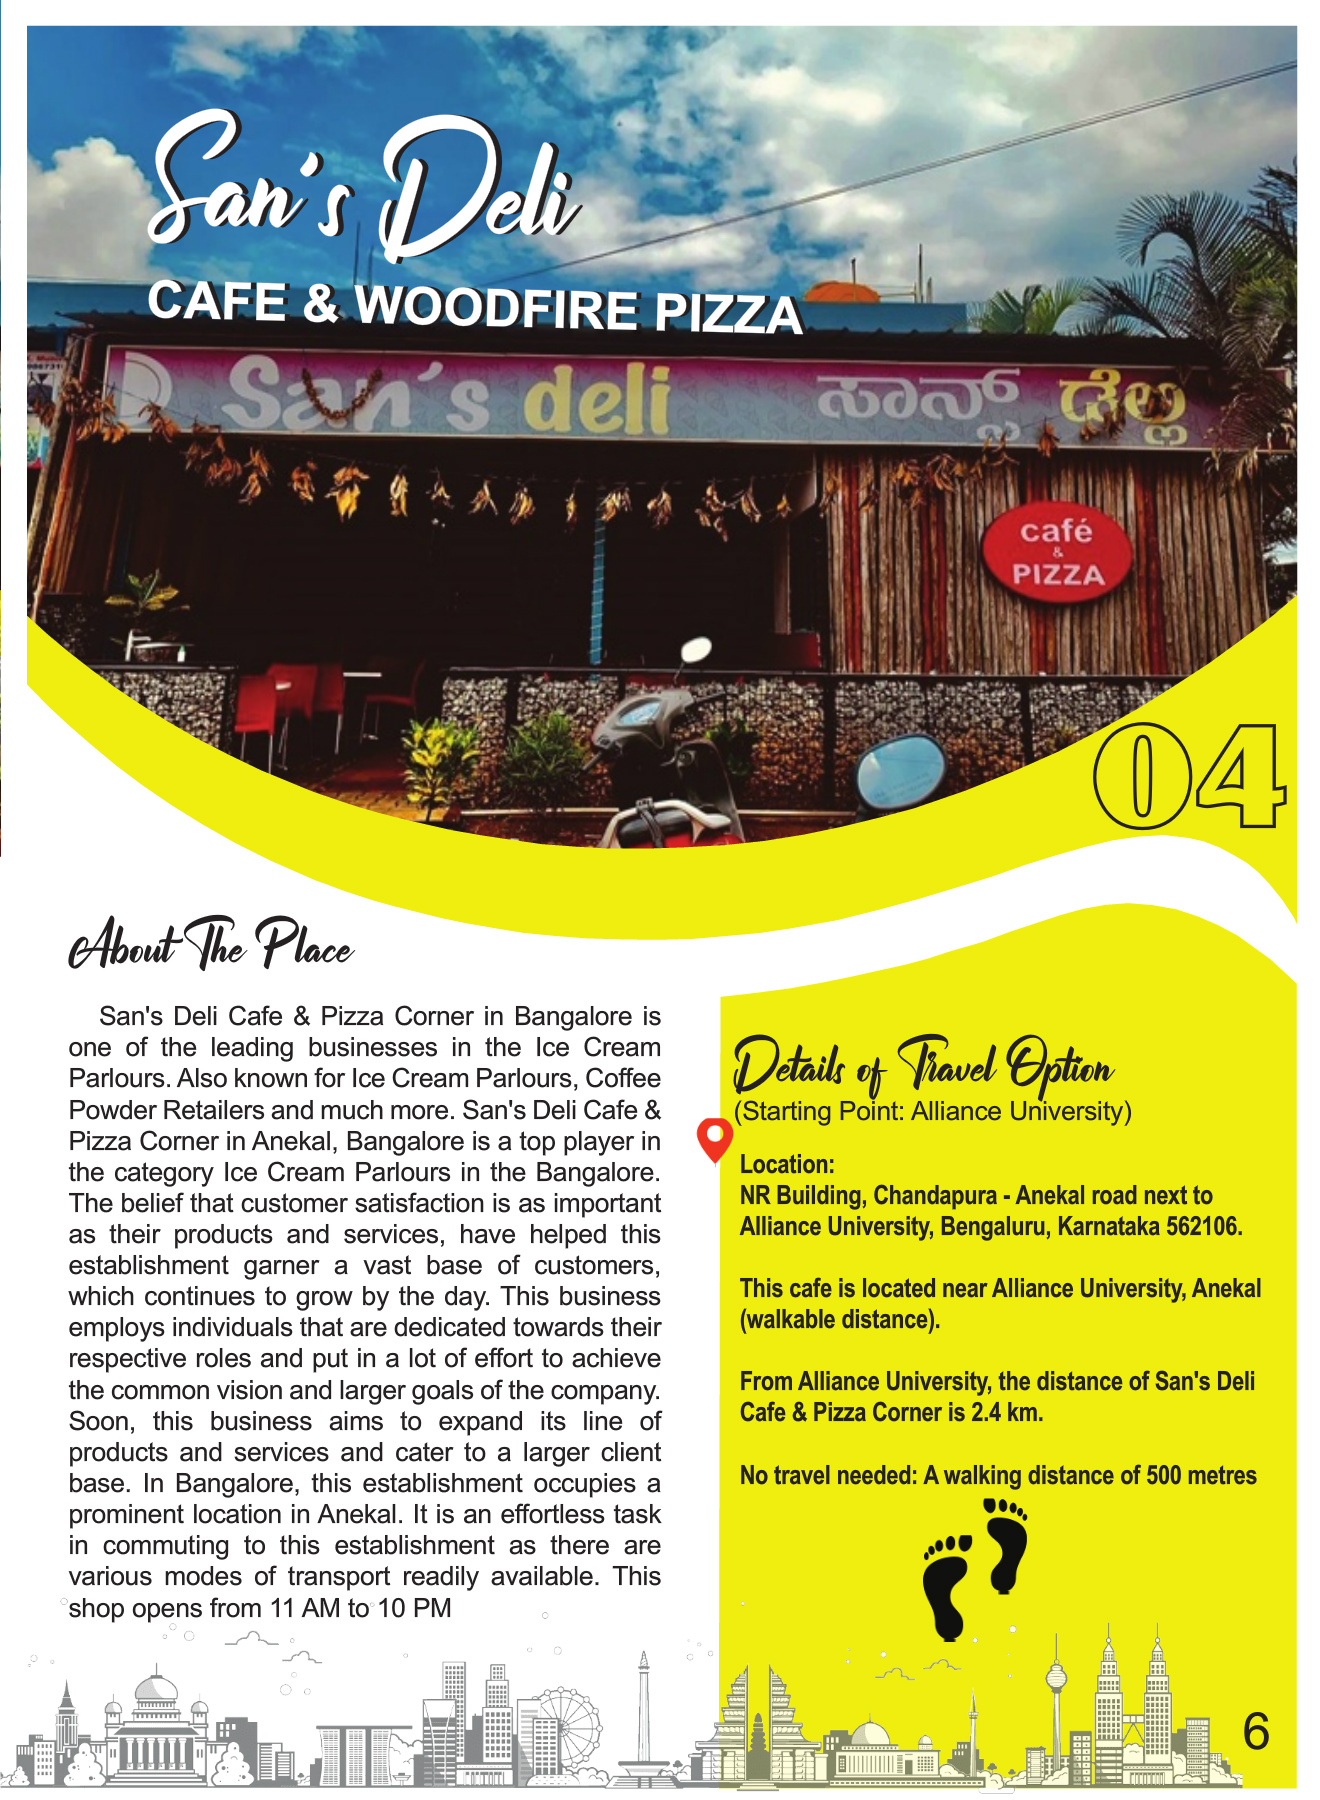 San's Deli
CAFE & WOODFIRE PIZZA
San's deli ಸಾನ್ಸ್ ಡೆಲ್ಲಿ
café
&
PIZZA
04
About The Place
San's Deli Cafe & Pizza Corner in Bangalore is
one of the leading businesses in the Ice Cream
Parlours. Also known for Ice Cream Parlours, Coffee
Powder Retailers and much more. San's Deli Cafe &
Pizza Corner in Anekal, Bangalore is a top player in
the category Ice Cream Parlours in the Bangalore.
The belief that customer satisfaction is as important
as their products and services, have helped this
establishment garner a vast base of customers,
which continues to grow by the day. This business
employs individuals that are dedicated towards their
respective roles and put in a lot of effort to achieve
the common vision and larger goals of the company.
Soon, this business aims to expand its line of
products and services and cater to a larger client
base. In Bangalore, this establishment occupies a
prominent location in Anekal. It is an effortless task
in commuting to this establishment as there are
various modes of transport readily available. This
shop opens from 11 AM to 10 PM
Details of Travel Option
(Starting Point: Alliance University)
Location:
NR Building, Chandapura - Anekal road next to
Alliance University, Bengaluru, Karnataka 562106.
This cafe is located near Alliance University, Anekal
(walkable distance).
From Alliance University, the distance of San's Deli
Cafe & Pizza Corner is 2.4 km.
No travel needed: A walking distance of 500 metres
6